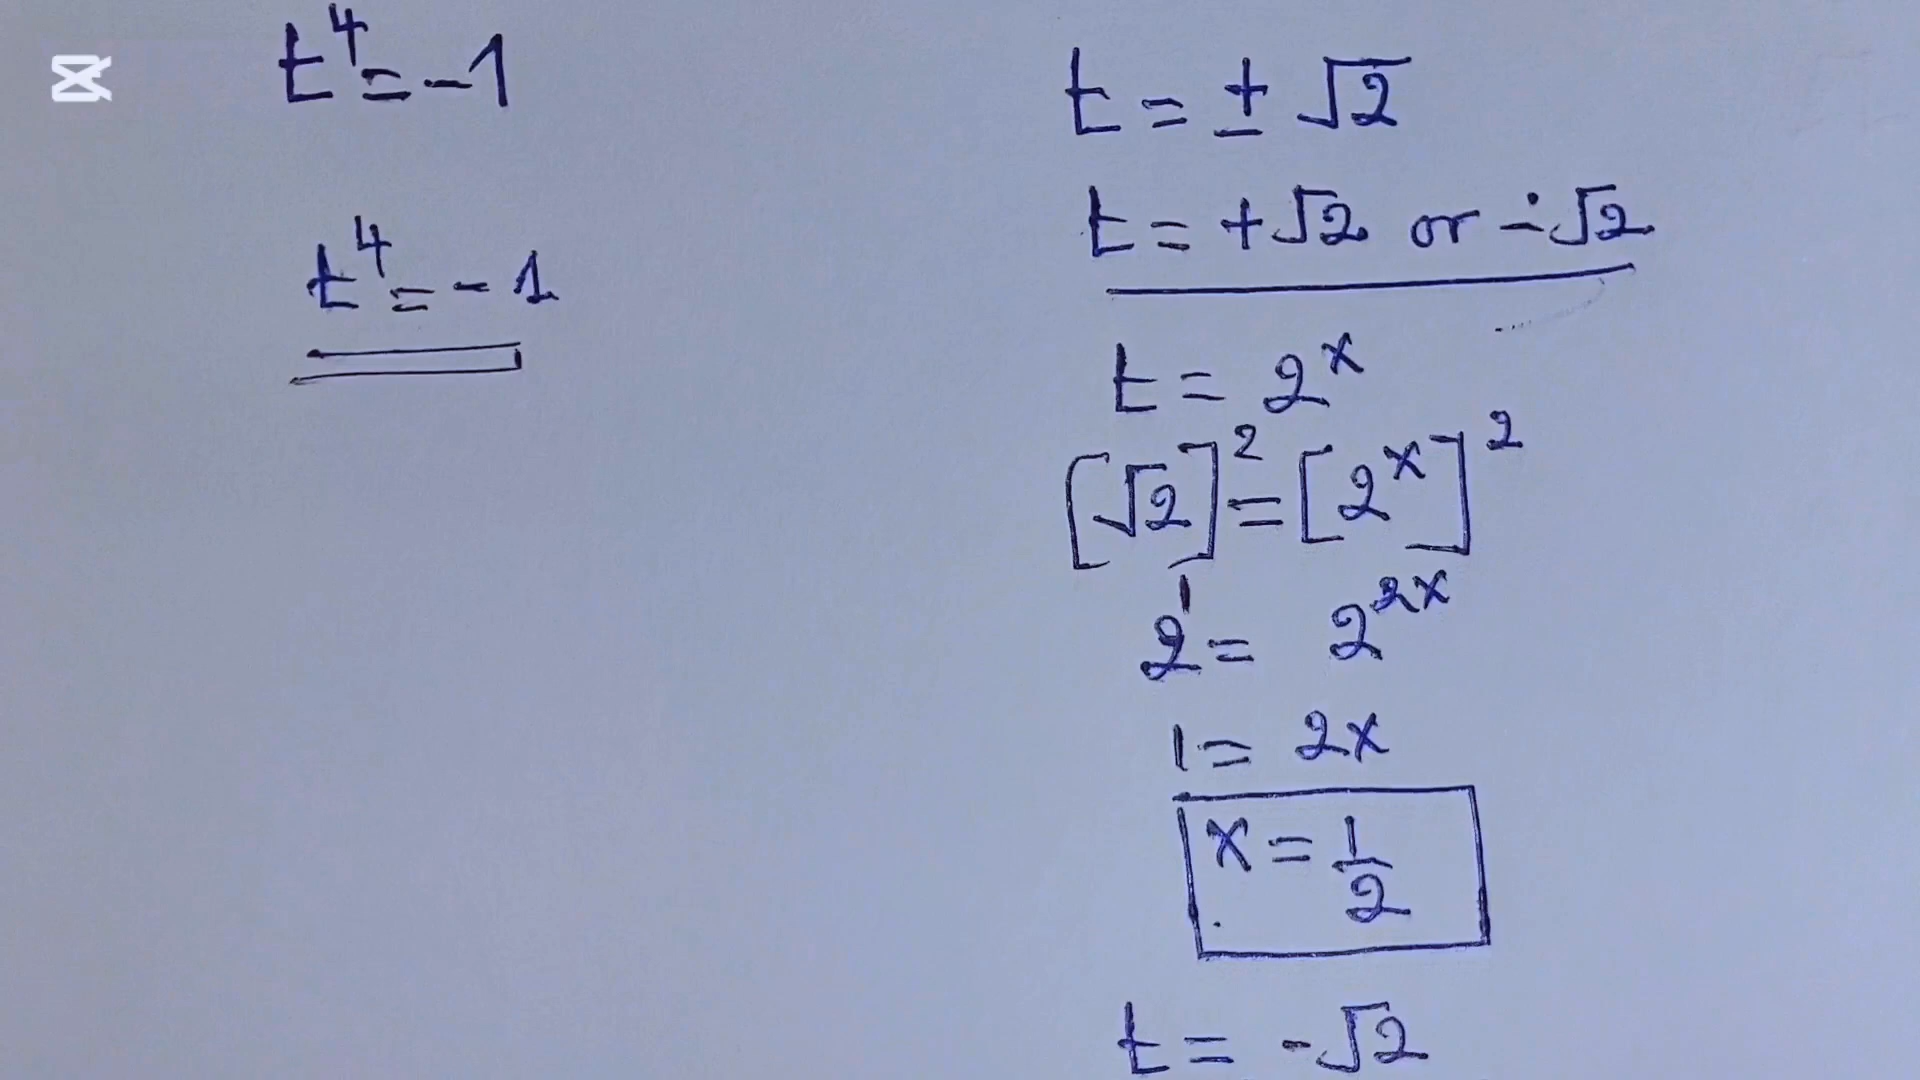 t⁴ = -1
t⁴ = -1
t = ± √2
t = +√2 or -√2
t = 2ˣ
[√2]² = [2ˣ]²
2¹ = 2²ˣ
1 = 2x
x = 1/2
t = -√2